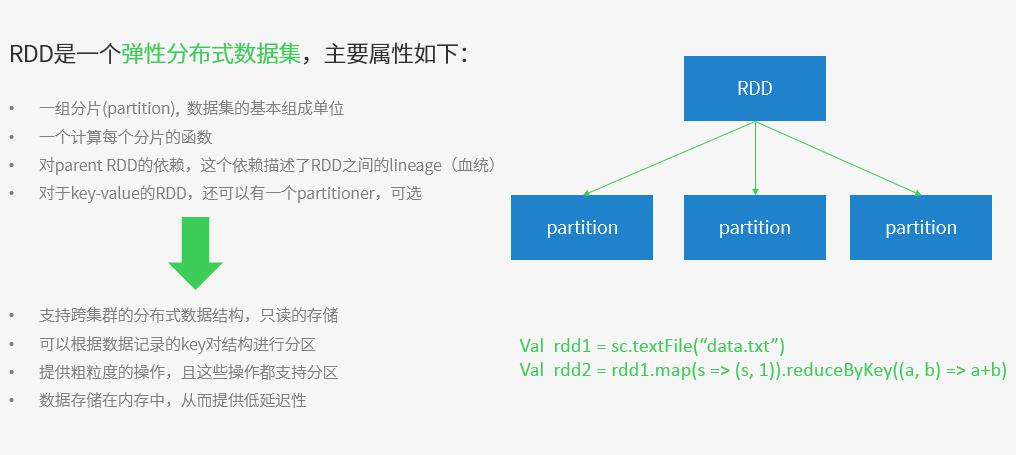 RDD是一个弹性分布式数据集，主要属性如下：
• 一组分片(partition), 数据集的基本组成单位
• 一个计算每个分片的函数
• 对parent RDD的依赖，这个依赖描述了RDD之间的lineage（血统）
• 对于key-value的RDD，还可以有一个partitioner，可选
• 支持跨集群的分布式数据结构，只读的存储
• 可以根据数据记录的key对结构进行分区
• 提供粗粒度的操作，且这些操作都支持分区
• 数据存储在内存中，从而提供低延迟性
RDD
partition partition partition
Val rdd1 = sc.textFile(“data.txt”)
Val rdd2 = rdd1.map(s => (s, 1)).reduceByKey((a, b) => a+b)